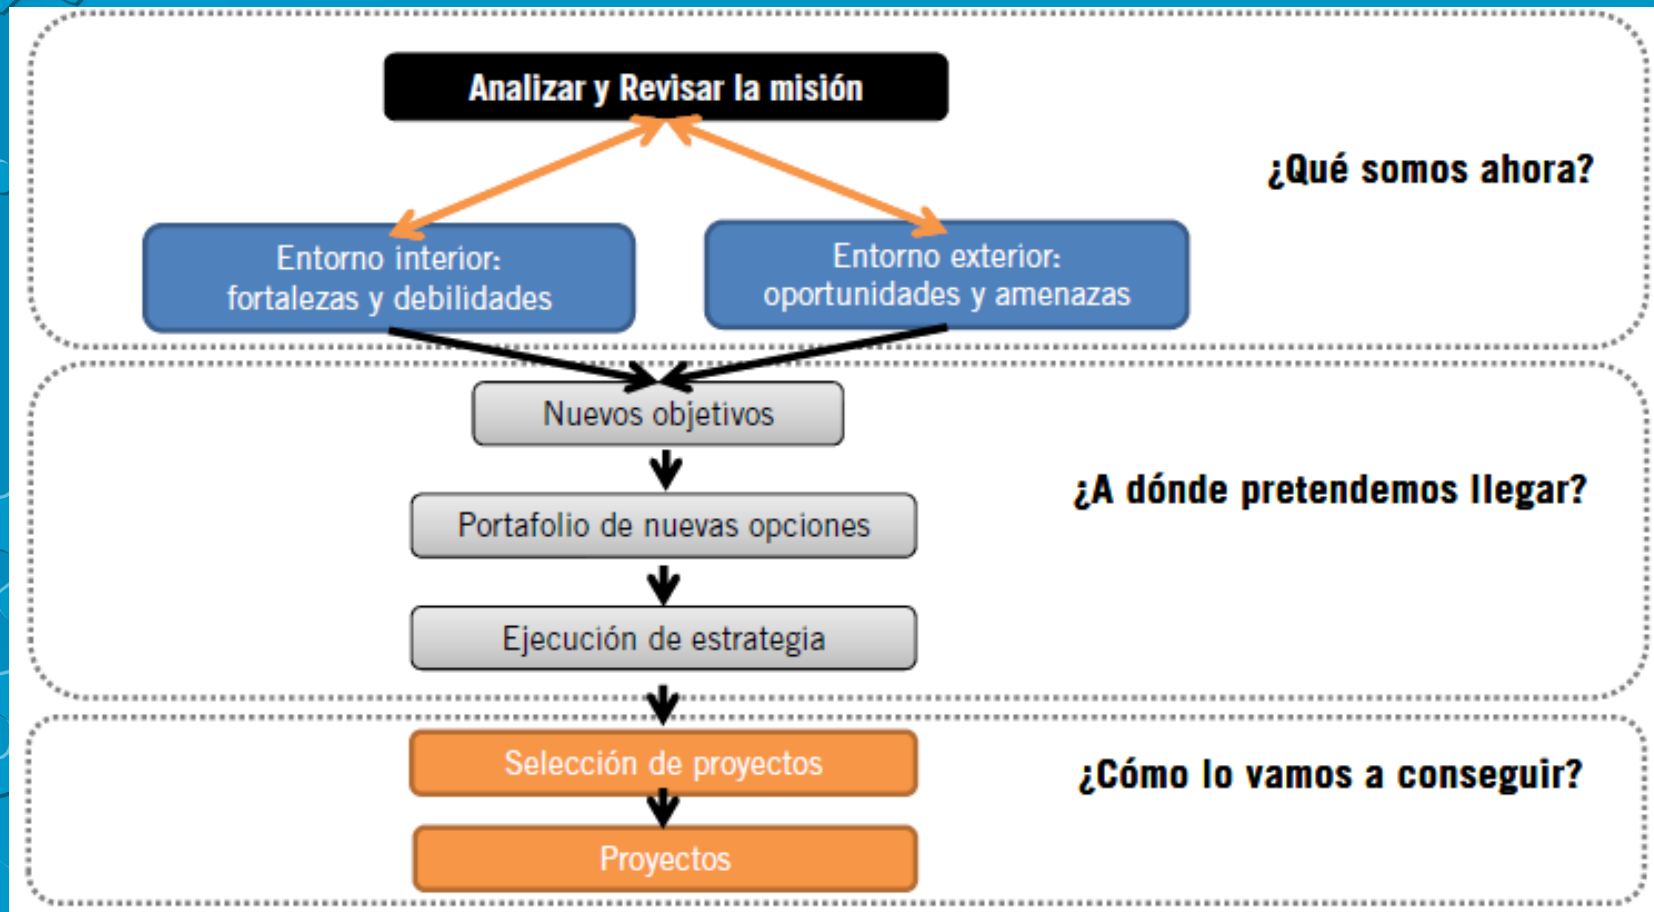 Analizar y Revisar la misión
¿Qué somos ahora?
Entorno interior:
fortalezas y debilidades
Entorno exterior:
oportunidades y amenazas
Nuevos objetivos
¿A dónde pretendemos llegar?
Portafolio de nuevas opciones
Ejecución de estrategia
Selección de proyectos
¿Cómo lo vamos a conseguir?
Proyectos